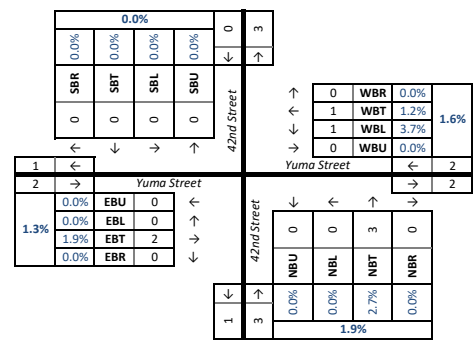 0.0%
0.0% 0.0% 0.0% 0.0% 0 3
SBR SBT SBL SBU ↓ ↑
0 0 0 0
← ↓ → ↑
42nd Street
↑ 0 WBR 0.0%
← 1 WBT 1.2%
↓ 1 WBL 3.7%
→ 0 WBU 0.0%
1.6%
1 ← Yuma Street ← 2
2 → Yuma Street → 2
0.0% EBU 0 ←
0.0% EBL 0 ↑
1.9% EBT 2 →
0.0% EBR 0 ↓
1.3%
42nd Street
↓ ← ↑ →
0 0 3 0
NBU NBL NBT NBR
↓ ↑ 0.0% 0.0% 2.7% 0.0%
1 3 1.9%